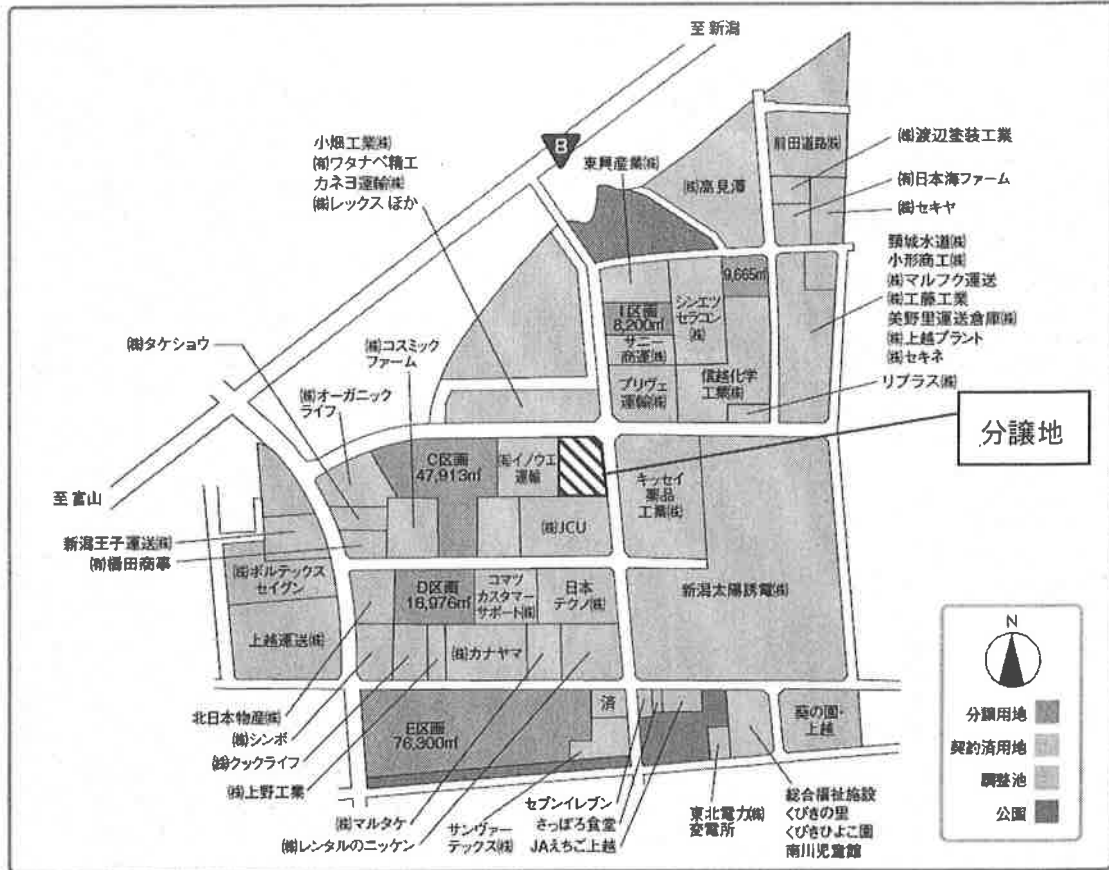 至 新潟
8
小畑工業㈱
㈲ワタナベ精工
カネヨ運輸㈱
㈱レックス ほか
東興産業㈱
㈱高見澤
前田道路㈱
㈱渡辺塗装工業
㈲日本海ファーム
㈱セキヤ
頸城水道㈱
小形商工㈱
㈱マルフク運送
㈱工藤工業
美野里運送倉庫㈱
㈱上越プラント
㈱セキネ
リプラス㈱
9,665㎡
I区画
8,200㎡
シンエツ
セラコン
㈱
サニー
商運㈱
プリヴェ
運輸㈱
信越化学
工業㈱
㈱タケショウ
㈱コスミック
ファーム
㈱オーガニック
ライフ
分譲地
C区画
47,913㎡
㈲イノウエ
運輸
キッセイ
薬品
工業㈱
㈱JCU
至 富山
新潟王子運送㈱
㈲橋田商事
㈱ボルテックス
セイグン
D区画
16,976㎡
コマツ
カスタマー
サポート㈱
日本
テクノ㈱
新潟太陽誘電㈱
上越運送㈱
㈱カナヤマ
北日本物産㈱
㈱シンボ
㈱クックライフ
㈱上野工業
E区画
76,300㎡
済
葵の園・
上越
㈱マルタケ
㈱レンタルのニッケン
サンヴァー
テックス㈱
セブンイレブン
さっぽろ食堂
JAえちご上越
東北電力㈱
変電所
総合福祉施設
くびきの里
くびきひよこ園
南川児童館
N
分譲用地
契約済用地
調整池
公園